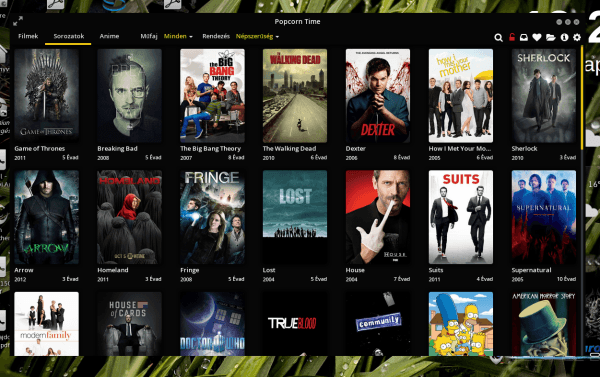 Popcorn Time
Filmek Sorozatok Anime Műfaj Minden Rendezés Népszerűség
GAME OF THRONES
Game of Thrones
2011 5 Évad
Breaking Bad
2008 5 Évad
THE BIG BANG THEORY
The Big Bang Theory
2007 8 Évad
THE WALKING DEAD
The Walking Dead
2010 6 Évad
DEXTER
Dexter
2006 8 Évad
how i met your mother
How I Met Your Mo...
2005 6 Évad
SHERLOCK
Sherlock
2010 3 Évad
ARROW
Arrow
2012 3 Évad
HOMELAND
Homeland
2011 3 Évad
FRINGE
Fringe
2008 5 Évad
LOST
Lost
2004 5 Évad
HOUSE
House
2004 7 Évad
SUITS
Suits
2011 4 Évad
SUPERNATURAL
Supernatural
2005 10 Évad
modern family
HOUSE of CARDS
DOCTOR WHO
TRUE BLOOD
Community
AMERICAN HORROR STORY